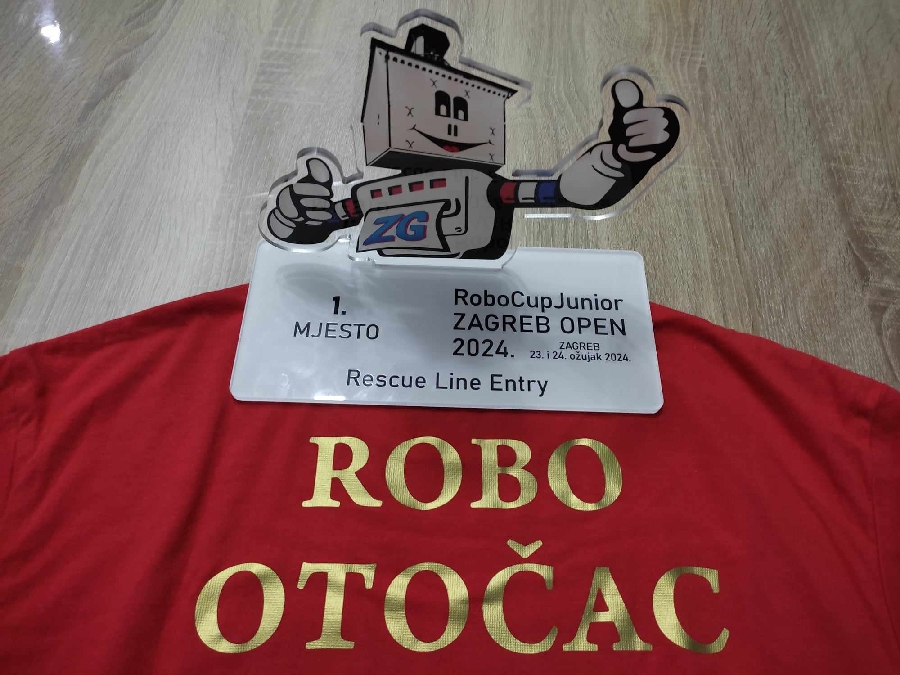 ZG
1.
MJESTO
RoboCupJunior
ZAGREB OPEN
2024.
ZAGREB
23. i 24. ožujak 2024.
Rescue Line Entry
ROBO
OTOČAC